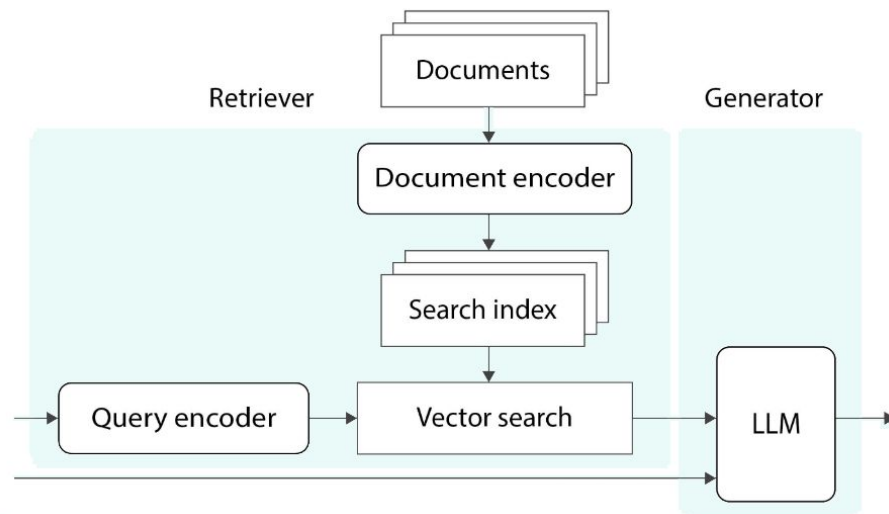 Documents
Retriever
Generator
Document encoder
Search index
Query encoder
Vector search
LLM